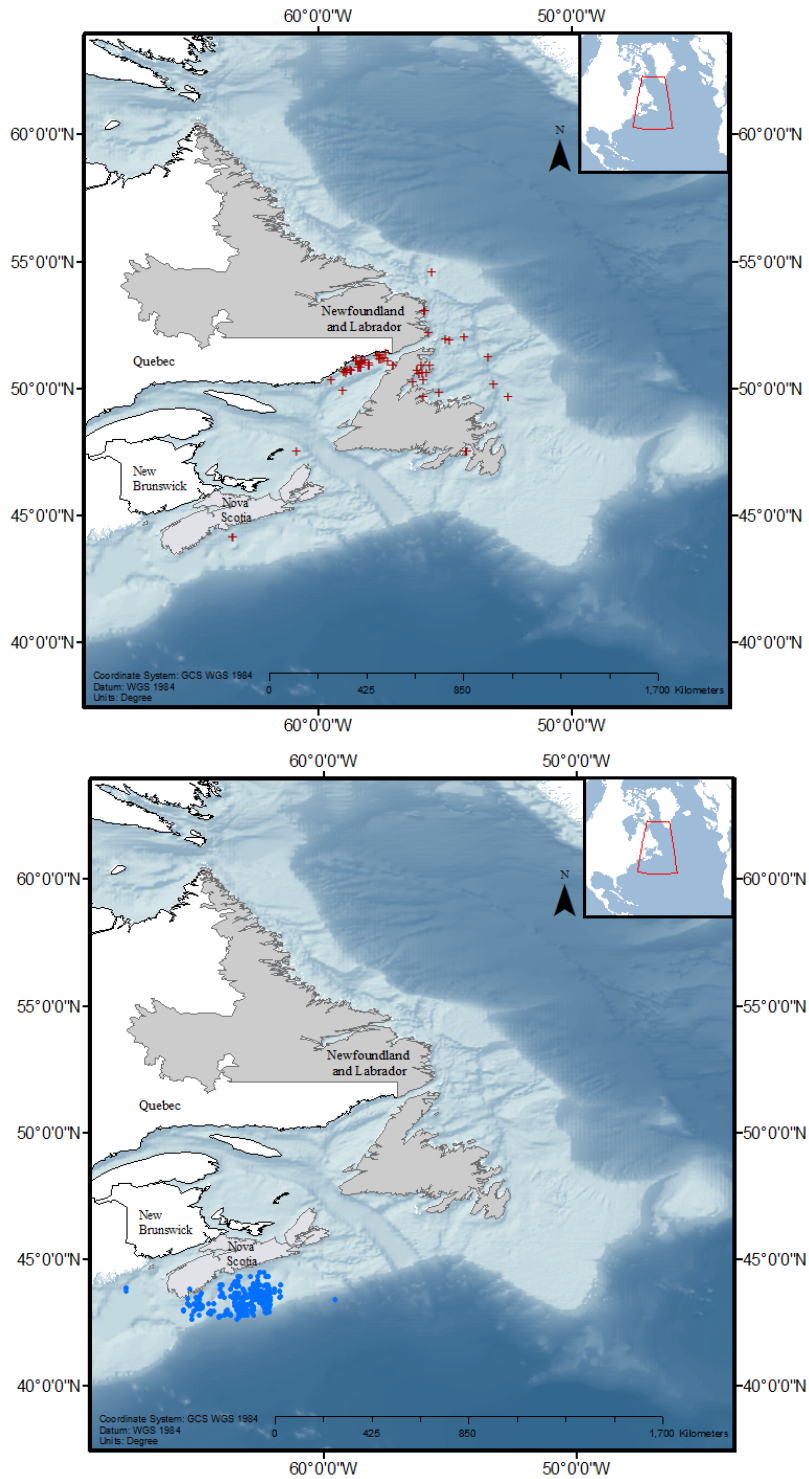 60°0'0"W 50°0'0"W
N
60°0'0"N 60°0'0"N
55°0'0"N 55°0'0"N
Newfoundland
and Labrador
Quebec
50°0'0"N 50°0'0"N
New
Brunswick
Nova
Scotia
45°0'0"N 45°0'0"N
40°0'0"N 40°0'0"N
Coordinate System: GCS WGS 1984
Datum: WGS 1984
Units: Degree
0 425 850 1,700 Kilometers
60°0'0"W 50°0'0"W
60°0'0"W 50°0'0"W
N
60°0'0"N 60°0'0"N
55°0'0"N 55°0'0"N
Newfoundland
and Labrador
Quebec
50°0'0"N 50°0'0"N
New
Brunswick
Nova
Scotia
45°0'0"N 45°0'0"N
40°0'0"N 40°0'0"N
Coordinate System: GCS WGS 1984
Datum: WGS 1984
Units: Degree
0 425 850 1,700 Kilometers
60°0'0"W 50°0'0"W